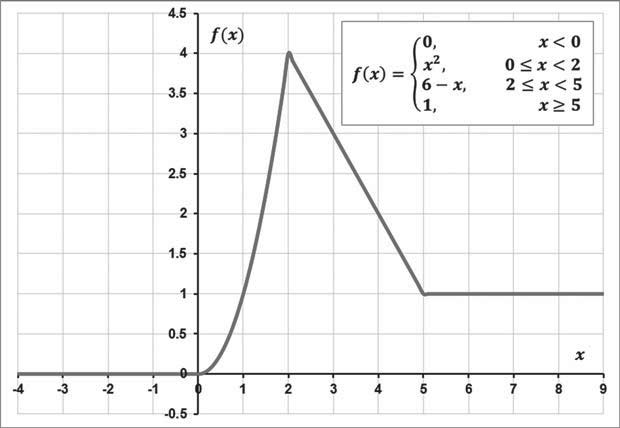 4.5
f(x)
4
3.5
3
2.5
2
1.5
1
0.5
0
-0.5
-4 -3 -2 -1 0 1 2 3 4 5 6 7 8 9
x
f(x) = {
0, x < 0
x², 0 ≤ x < 2
6 − x, 2 ≤ x < 5
1, x ≥ 5